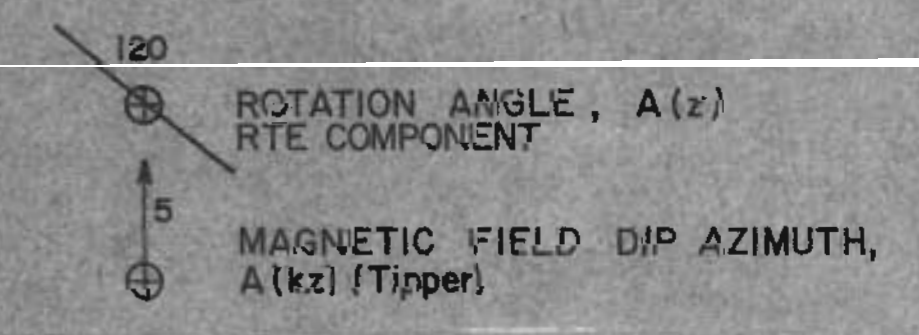 120
ROTATION ANGLE, A(z)
RTE COMPONENT
5
MAGNETIC FIELD DIP AZIMUTH,
A(kz) (Tipper)